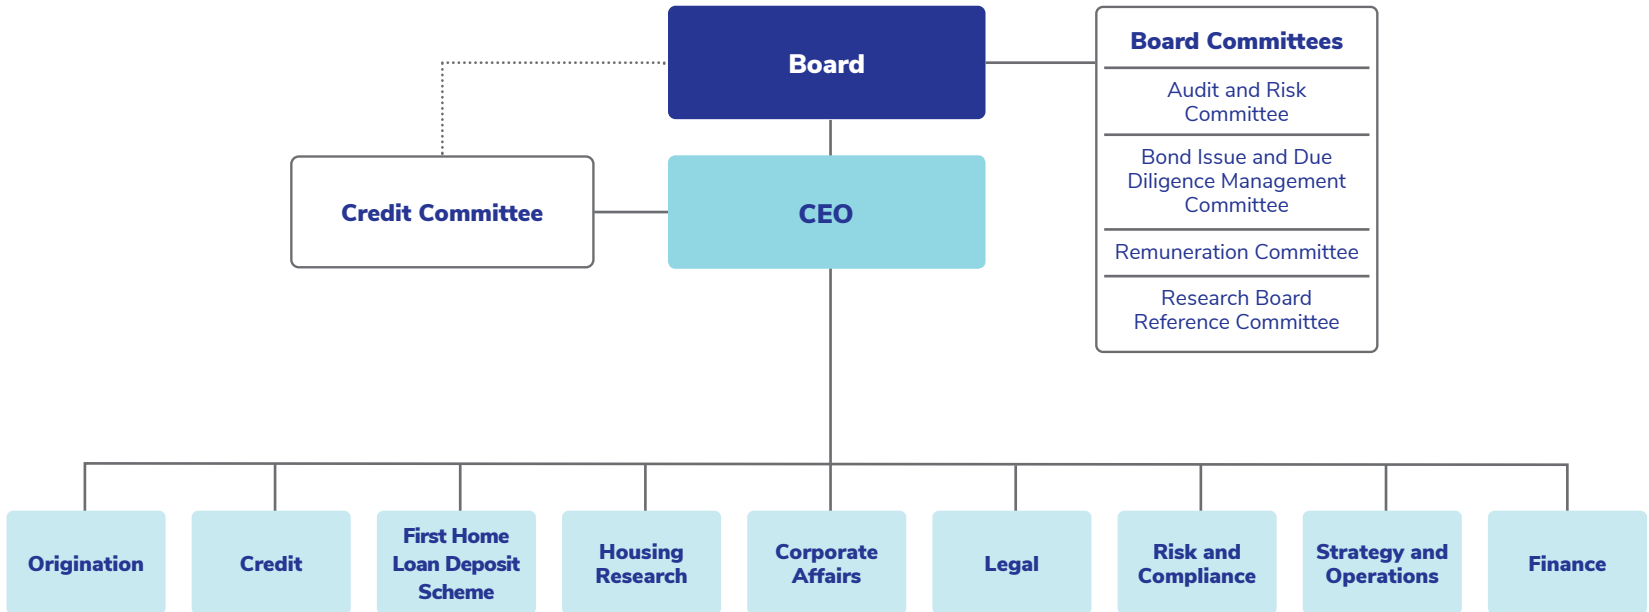 Board
Board Committees
Audit and Risk
Committee
Bond Issue and Due
Diligence Management
Committee
Remuneration Committee
Research Board
Reference Committee
Credit Committee
CEO
Origination
Credit
First Home
Loan Deposit
Scheme
Housing
Research
Corporate
Affairs
Legal
Risk and
Compliance
Strategy and
Operations
Finance